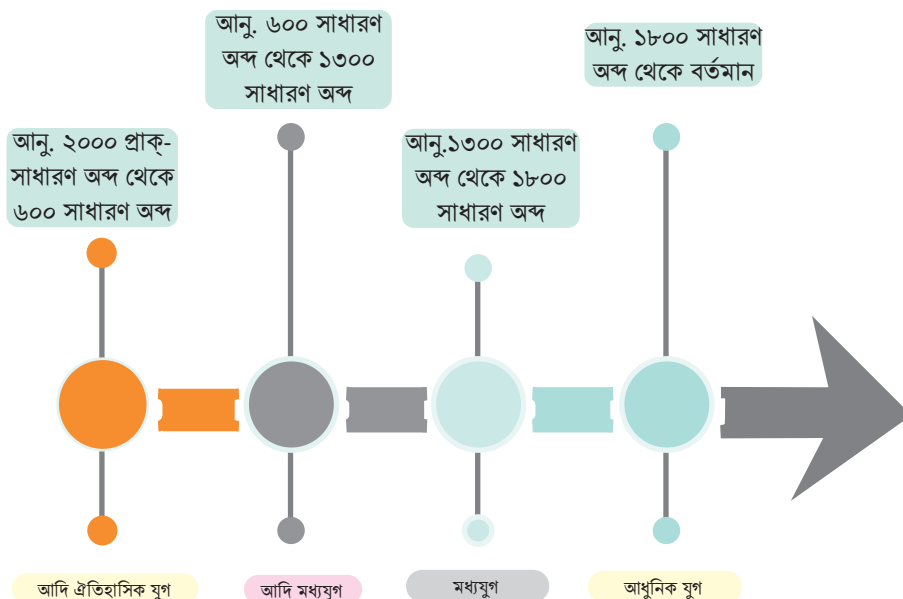 আনু. ২০০০ প্রাক্-
সাধারণ অব্দ থেকে
৬০০ সাধারণ অব্দ
আনু. ৬০০ সাধারণ
অব্দ থেকে ১৩০০
সাধারণ অব্দ
আনু.১৩০০ সাধারণ
অব্দ থেকে ১৮০০
সাধারণ অব্দ
আনু. ১৮০০ সাধারণ
অব্দ থেকে বর্তমান
আদি ঐতিহাসিক যুগ
আদি মধ্যযুগ
মধ্যযুগ
আধুনিক যুগ